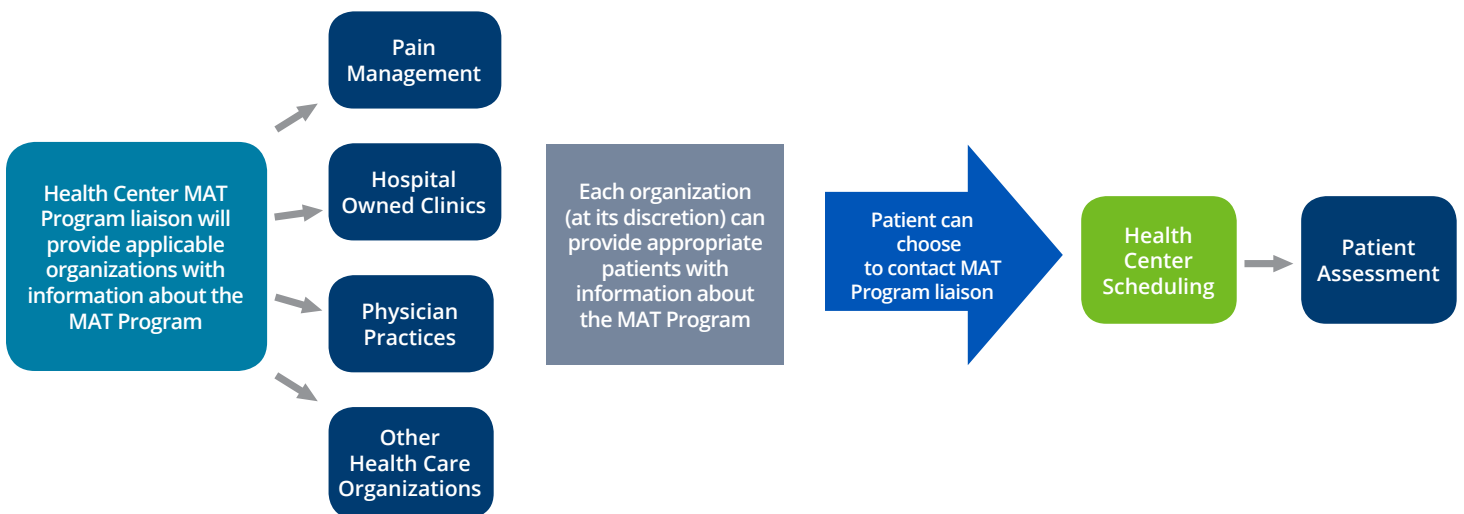 Health Center MAT
Program liaison will
provide applicable
organizations with
information about the
MAT Program
Pain
Management
Hospital
Owned Clinics
Physician
Practices
Other
Health Care
Organizations
Each organization
(at its discretion) can
provide appropriate
patients with
information about
the MAT Program
Patient can
choose
to contact MAT
Program liaison
Health
Center
Scheduling
Patient
Assessment